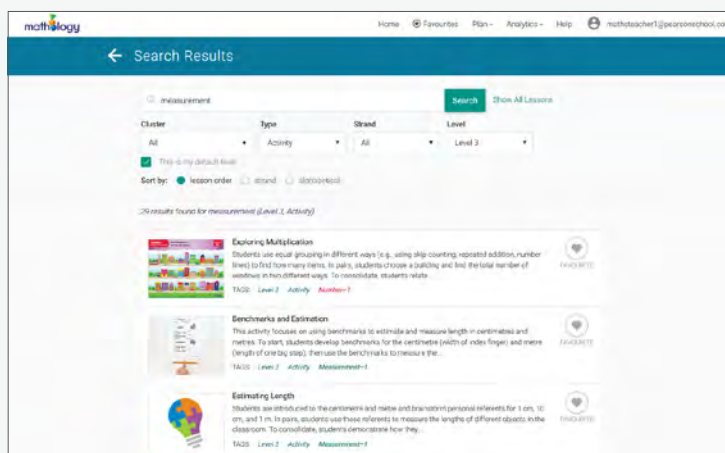 mathology
Home Favourites Plan Analytics Help mathsteacher1@pearsonschool.co
Search Results
measurement Search Show All Lessons
Cluster Type Strand Level
All Activity All Level 3
This is my default level
Sort by: lesson order strand alphabetical
29 results found for measurement (Level 3, Activity)
Exploring Multiplication
Students use equal grouping in different ways (e.g., using skip counting, repeated addition, number
lines) to find how many items. In pairs, students choose a building and find the total number of
windows in two different ways. To consolidate, students relate...
FAVOURITE
TAGS: Level 3 Activity Number-1
Benchmarks and Estimation
This activity focuses on using benchmarks to estimate and measure length in centimetres and
metres. To start, students develop benchmarks for the centimetre (width of index finger) and metre
(length of one big step), then use the benchmarks to measure the...
FAVOURITE
TAGS: Level 3 Activity Measurement-1
Estimating Length
Students are introduced to the centimetre and metre and brainstorm personal referents for 1 cm, 10
cm, and 1 m. In pairs, students use those referents to measure the lengths of different objects in the
classroom. To consolidate, students demonstrate how they...
FAVOURITE
TAGS: Level 3 Activity Measurement-1